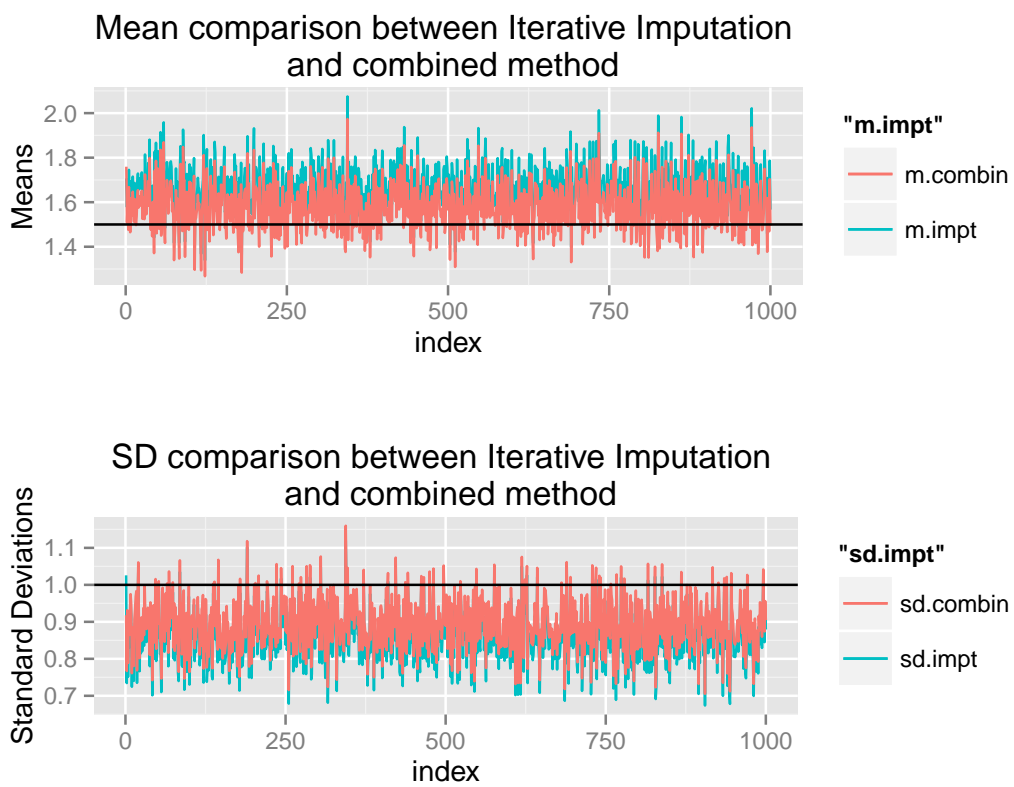 Mean comparison between Iterative Imputation
and combined method
Means
2.0
1.8
1.6
1.4
0
250
500
750
1000
index
"m.impt"
m.combin
m.impt
SD comparison between Iterative Imputation
and combined method
Standard Deviations
1.1
1.0
0.9
0.8
0.7
0
250
500
750
1000
index
"sd.impt"
sd.combin
sd.impt